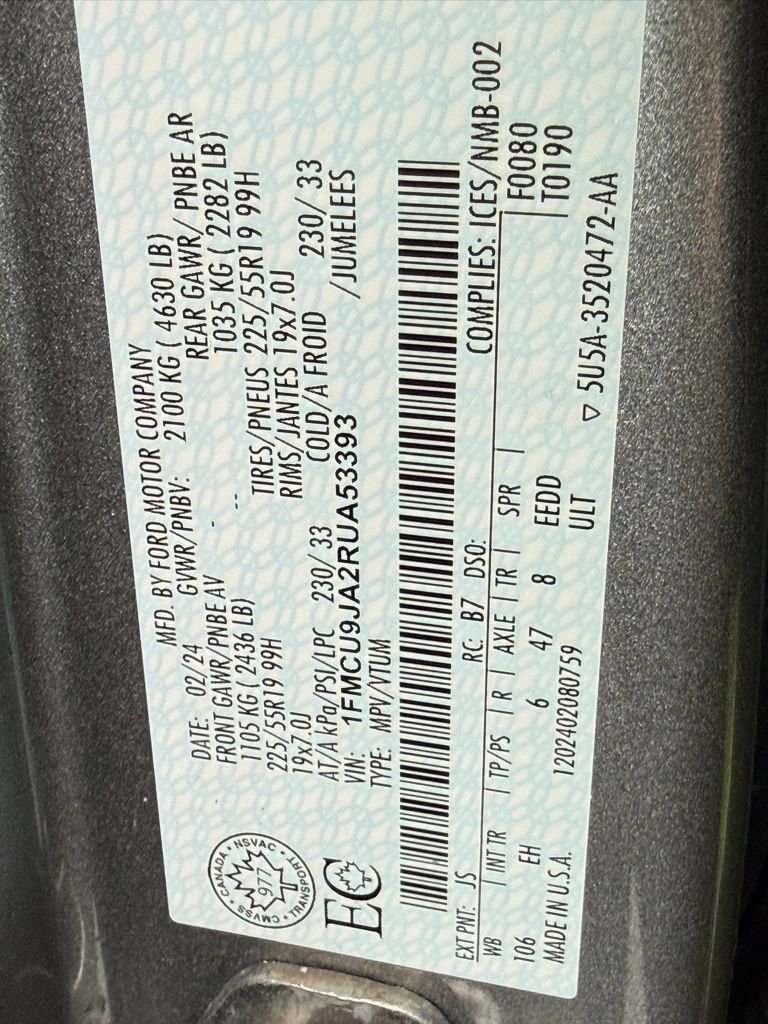 MFD. BY FORD MOTOR COMPANY
DATE: 02/24 GVWR/PNBV: 2100 KG ( 4630 LB)
FRONT GAWR/PNBE AV - REAR GAWR/ PNBE AR
1105 KG ( 2436 LB) -- 1035 KG ( 2282 LB)
225/55R19 99H TIRES/PNEUS 225/55R19 99H
19x7.0J RIMS/JANTES 19x7.0J
AT/A kPa/PSI/LPC 230/ 33 COLD/A FROID 230/ 33
VIN: 1FMCU9JA2RUA53393 /JUMELEES
TYPE: MPV/VTUM
CANADA • NSVAC • TRANSPORT • CMVSS
977
EC
EXT PNT: JS RC: B7 DSO: COMPLIES: ICES/NMB-002
WB | INT TR | TP/PS | R | AXLE | TR | SPR | F0080
106 EH 6 47 8 EEDD T0190
MADE IN U.S.A. 1202402080759 ULT ▽ 5U5A-3520472-AA